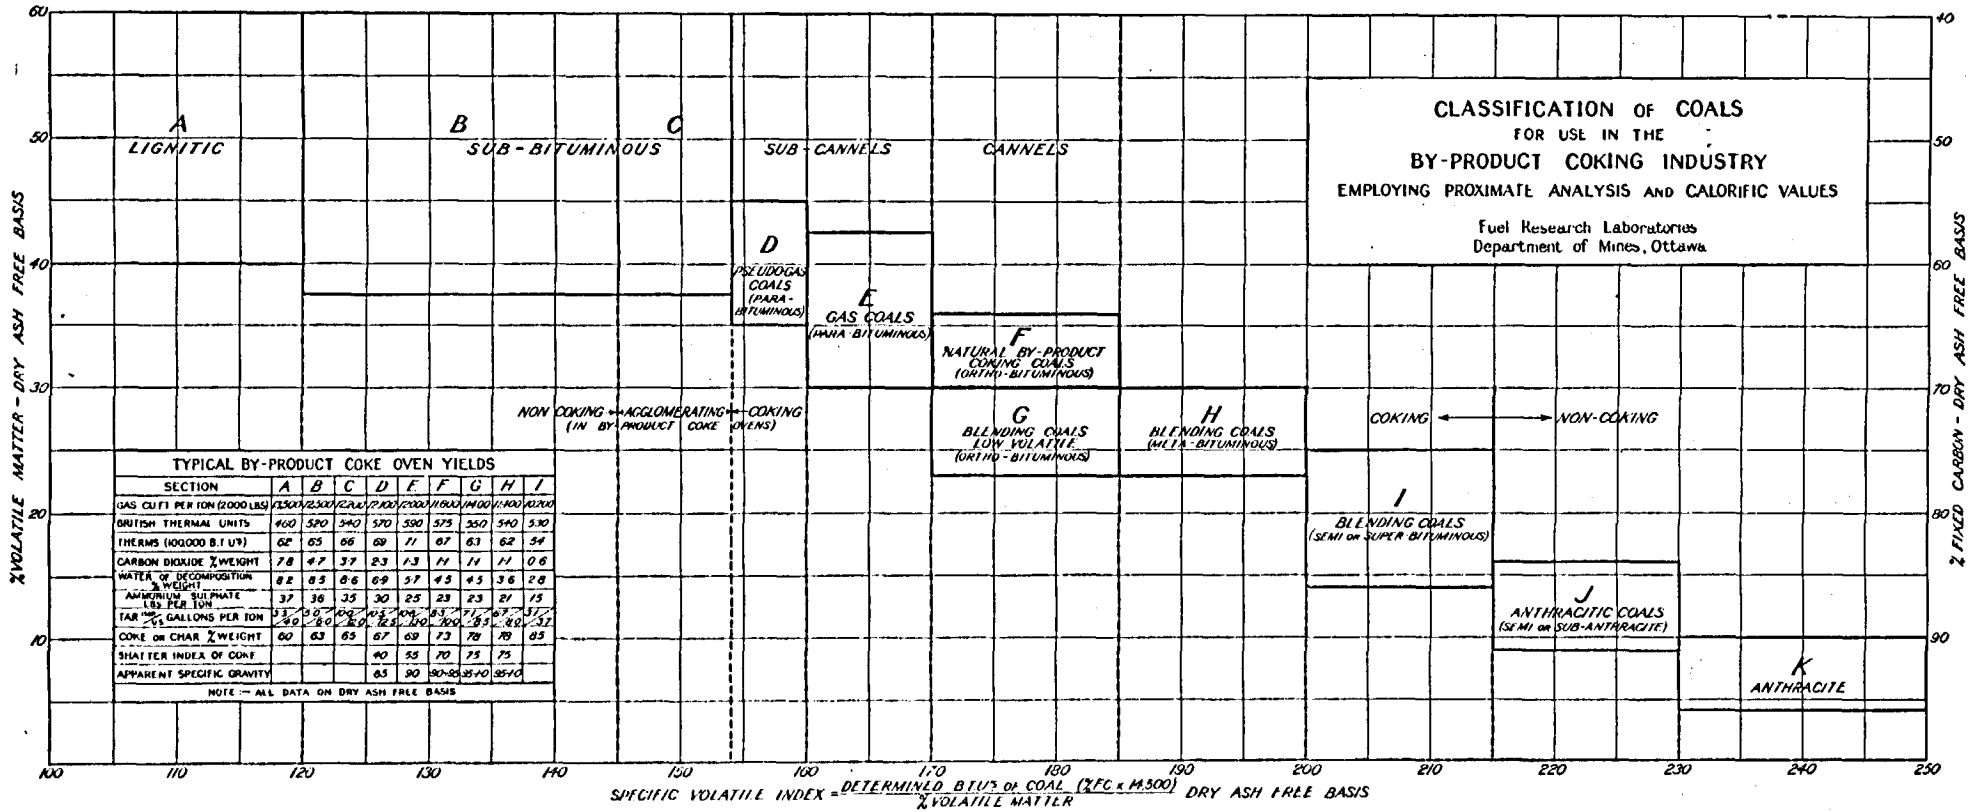 CLASSIFICATION OF COALS
FOR USE IN THE
BY-PRODUCT COKING INDUSTRY
EMPLOYING PROXIMATE ANALYSIS AND CALORIFIC VALUES
Fuel Research Laboratories
Department of Mines, Ottawa
% VOLATILE MATTER - DRY ASH FREE BASIS
60
50
40
30
20
10
% FIXED CARBON - DRY ASH FREE BASIS
40
50
60
70
80
90
A
LIGNITIC
B C
SUB-BITUMINOUS
SUB-CANNELS
CANNELS
D
PSEUDOGAS
COALS
(PARA-
BITUMINOUS)
E
GAS COALS
(PARA-BITUMINOUS)
F
NATURAL BY-PRODUCT
COKING COALS
(ORTHO-BITUMINOUS)
G
BLENDING COALS
LOW VOLATILE
(ORTHO-BITUMINOUS)
H
BLENDING COALS
(META-BITUMINOUS)
NON COKING AGGLOMERATING COKING
(IN BY-PRODUCT COKE OVENS)
COKING NON-COKING
I
BLENDING COALS
(SEMI OR SUPER-BITUMINOUS)
J
ANTHRACITIC COALS
(SEMI OR SUB-ANTHRACITE)
K
ANTHRACITE
TYPICAL BY-PRODUCT COKE OVEN YIELDS
SECTION A B C D E F G H I
GAS CU FT PER TON (2000 LBS)
BRITISH THERMAL UNITS 460 520 540 570 590 575 550 540 530
THERMS (100,000 B.T.U'S) 62 65 66 69 71 67 63 62 54
CARBON DIOXIDE % WEIGHT 7.8 4.7 3.7 2.3 1.3 1.1 1.1 1.1 0.6
WATER OF DECOMPOSITION
% WEIGHT 8.2 8.5 8.6 6.9 5.7 4.5 4.5 3.6 2.8
AMMONIUM SULPHATE
LBS PER TON 37 36 35 30 25 23 23 21 15
TAR IMP/US GALLONS PER TON
COKE OR CHAR % WEIGHT 60 63 65 67 69 73 78 78 85
SHATTER INDEX OF COKE 40 55 70 75 75
APPARENT SPECIFIC GRAVITY .85 .90
NOTE :- ALL DATA ON DRY ASH FREE BASIS
100 110 120 130 140 150 160 170 180 190 200 210 220 230 240 250
SPECIFIC VOLATILE INDEX = DETERMINED B.T.U'S OF COAL (% FC x 14,500)
% VOLATILE MATTER
DRY ASH FREE BASIS